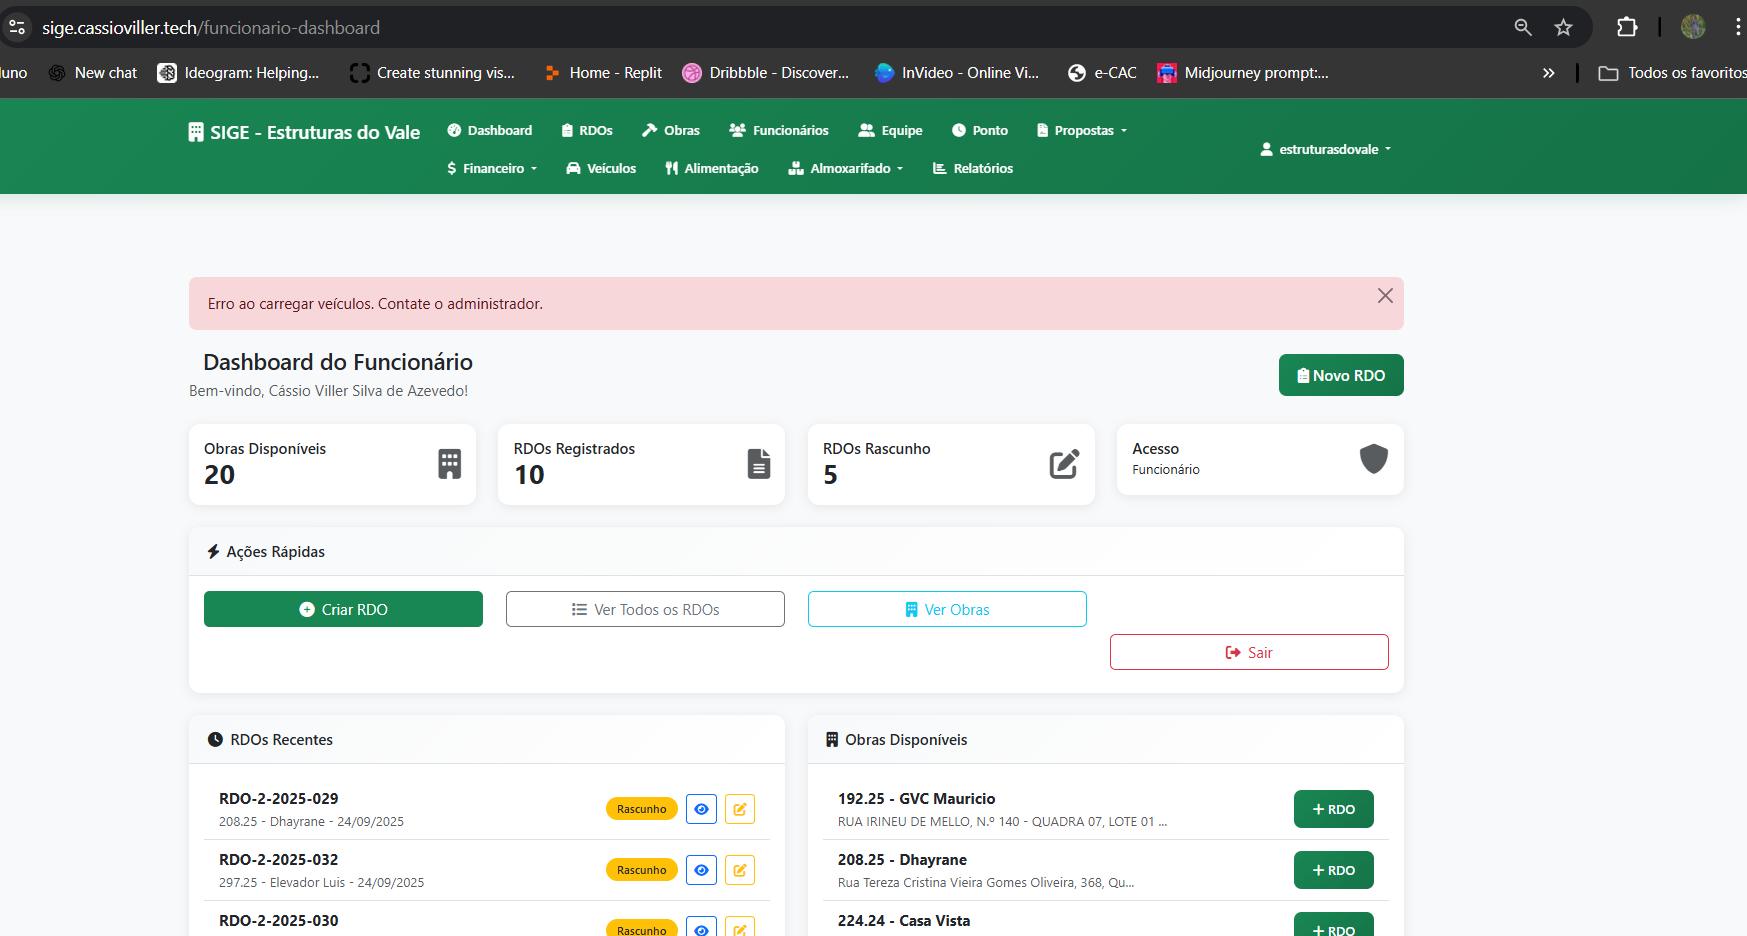 sige.cassioviller.tech/funcionario-dashboard
luno New chat Ideogram: Helping... Create stunning vis... Home - Replit Dribbble - Discover... InVideo - Online Vi... e-CAC Midjourney prompt:... » Todos os favoritos
SIGE - Estruturas do Vale
Dashboard RDOs Obras Funcionários Equipe Ponto Propostas
Financeiro Veículos Alimentação Almoxarifado Relatórios
estruturasdovale
Erro ao carregar veículos. Contate o administrador.
Dashboard do Funcionário
Bem-vindo, Cássio Viller Silva de Azevedo!
Novo RDO
Obras Disponíveis
20
RDOs Registrados
10
RDOs Rascunho
5
Acesso
Funcionário
Ações Rápidas
Criar RDO
Ver Todos os RDOs
Ver Obras
Sair
RDOs Recentes
RDO-2-2025-029
208.25 - Dhayrane - 24/09/2025
Rascunho
RDO-2-2025-032
297.25 - Elevador Luis - 24/09/2025
Rascunho
RDO-2-2025-030
Rascunho
Obras Disponíveis
192.25 - GVC Mauricio
RUA IRINEU DE MELLO, N.º 140 - QUADRA 07, LOTE 01 ...
+ RDO
208.25 - Dhayrane
Rua Tereza Cristina Vieira Gomes Oliveira, 368, Qu...
+ RDO
224.24 - Casa Vista
+ RDO